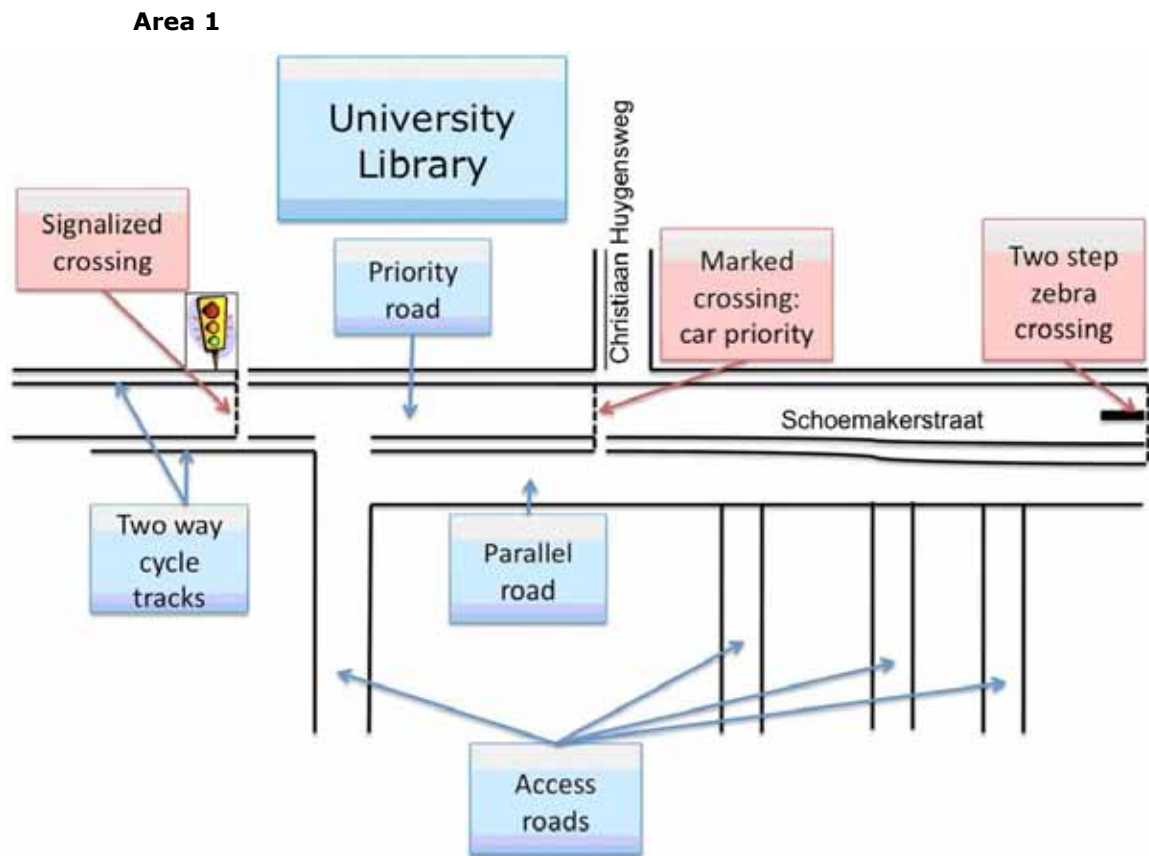 Area 1
University
Library
Christiaan Huygensweg
Signalized
crossing
Priority
road
Marked
crossing:
car priority
Two step
zebra
crossing
Schoemakerstraat
Two way
cycle
tracks
Parallel
road
Access
roads